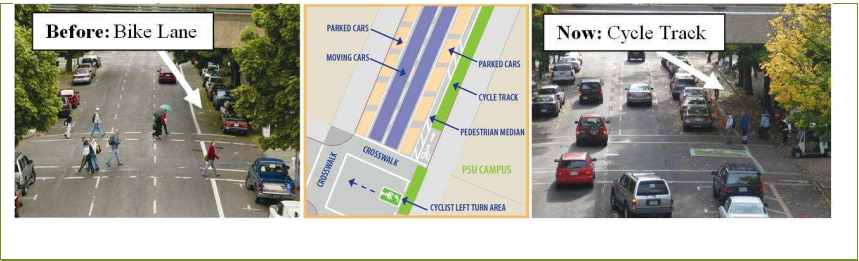 Before: Bike Lane
PARKED CARS
MOVING CARS
PARKED CARS
CYCLE TRACK
PEDESTRIAN MEDIAN
CROSSWALK
CROSSWALK
PSU CAMPUS
CYCLIST LEFT TURN AREA
Now: Cycle Track